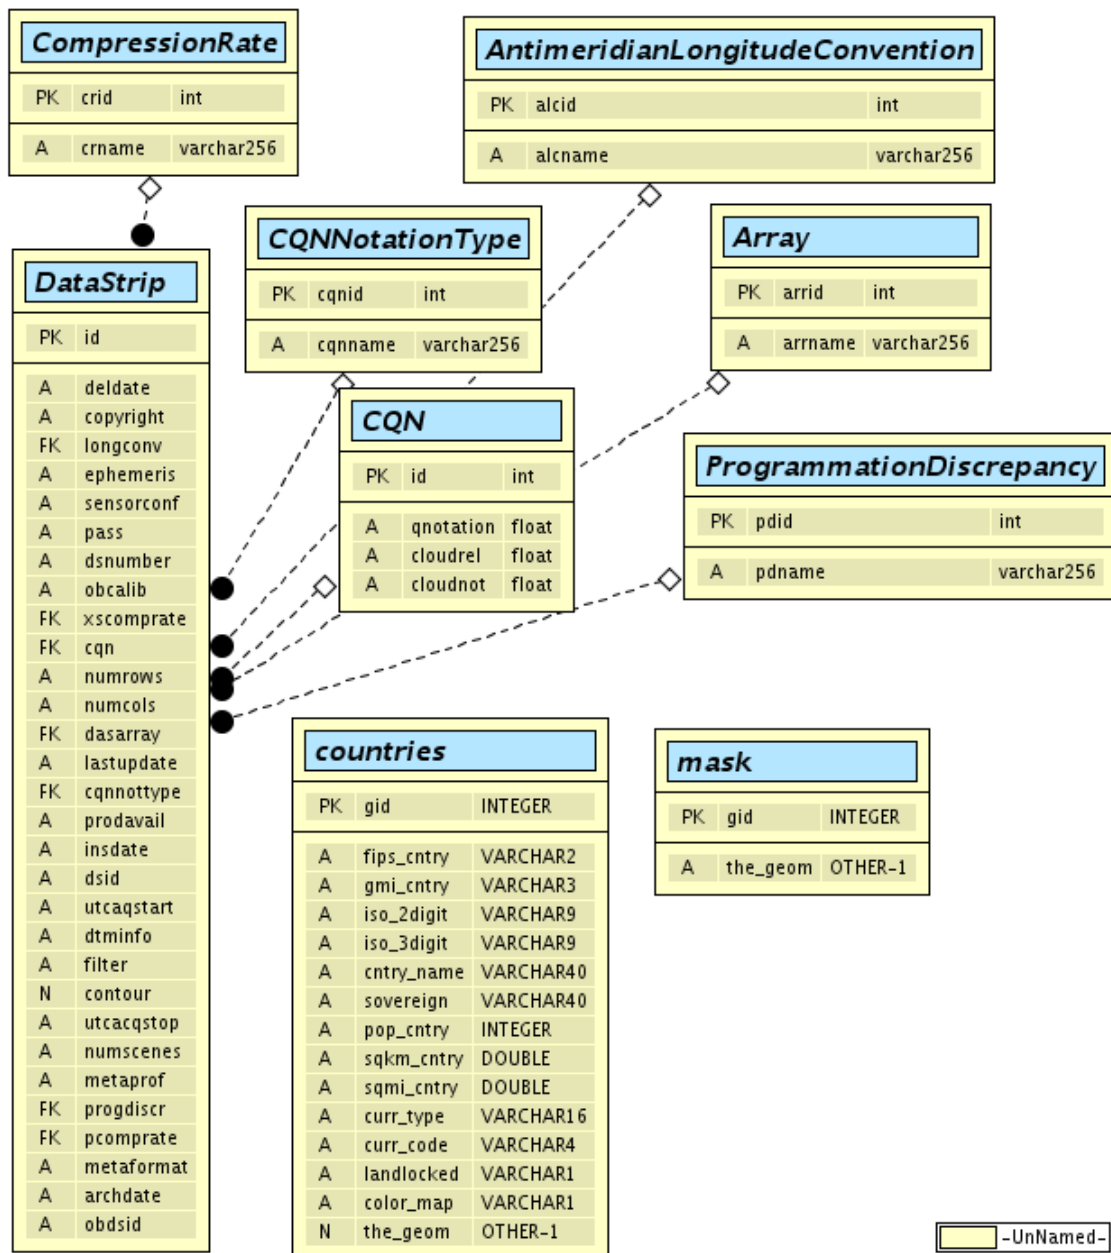 CompressionRate
PK crid int
A crname varchar256
AntimeridianLongitudeConvention
PK alcid int
A alcname varchar256
CQNNotationType
PK cqnid int
A cqnname varchar256
Array
PK arrid int
A arrname varchar256
DataStrip
PK id
A deldate
A copyright
FK longconv
A ephemeris
A sensorconf
A pass
A dsnumber
A obcalib
FK xscomprate
FK cqn
A numrows
A numcols
FK dasarray
A lastupdate
FK cqnnottype
A prodavail
A insdate
A dsid
A utcaqstart
A dtminfo
A filter
N contour
A utcacqstop
A numscenes
A metaprof
FK progdiscr
FK pcomprate
A metaformat
A archdate
A obdsid
CQN
PK id int
A qnotation float
A cloudrel float
A cloudnot float
ProgrammationDiscrepancy
PK pdid int
A pdname varchar256
countries
PK gid INTEGER
A fips_cntry VARCHAR2
A gmi_cntry VARCHAR3
A iso_2digit VARCHAR9
A iso_3digit VARCHAR9
A cntry_name VARCHAR40
A sovereign VARCHAR40
A pop_cntry INTEGER
A sqkm_cntry DOUBLE
A sqmi_cntry DOUBLE
A curr_type VARCHAR16
A curr_code VARCHAR4
A landlocked VARCHAR1
A color_map VARCHAR1
N the_geom OTHER-1
mask
PK gid INTEGER
A the_geom OTHER-1
-UnNamed-